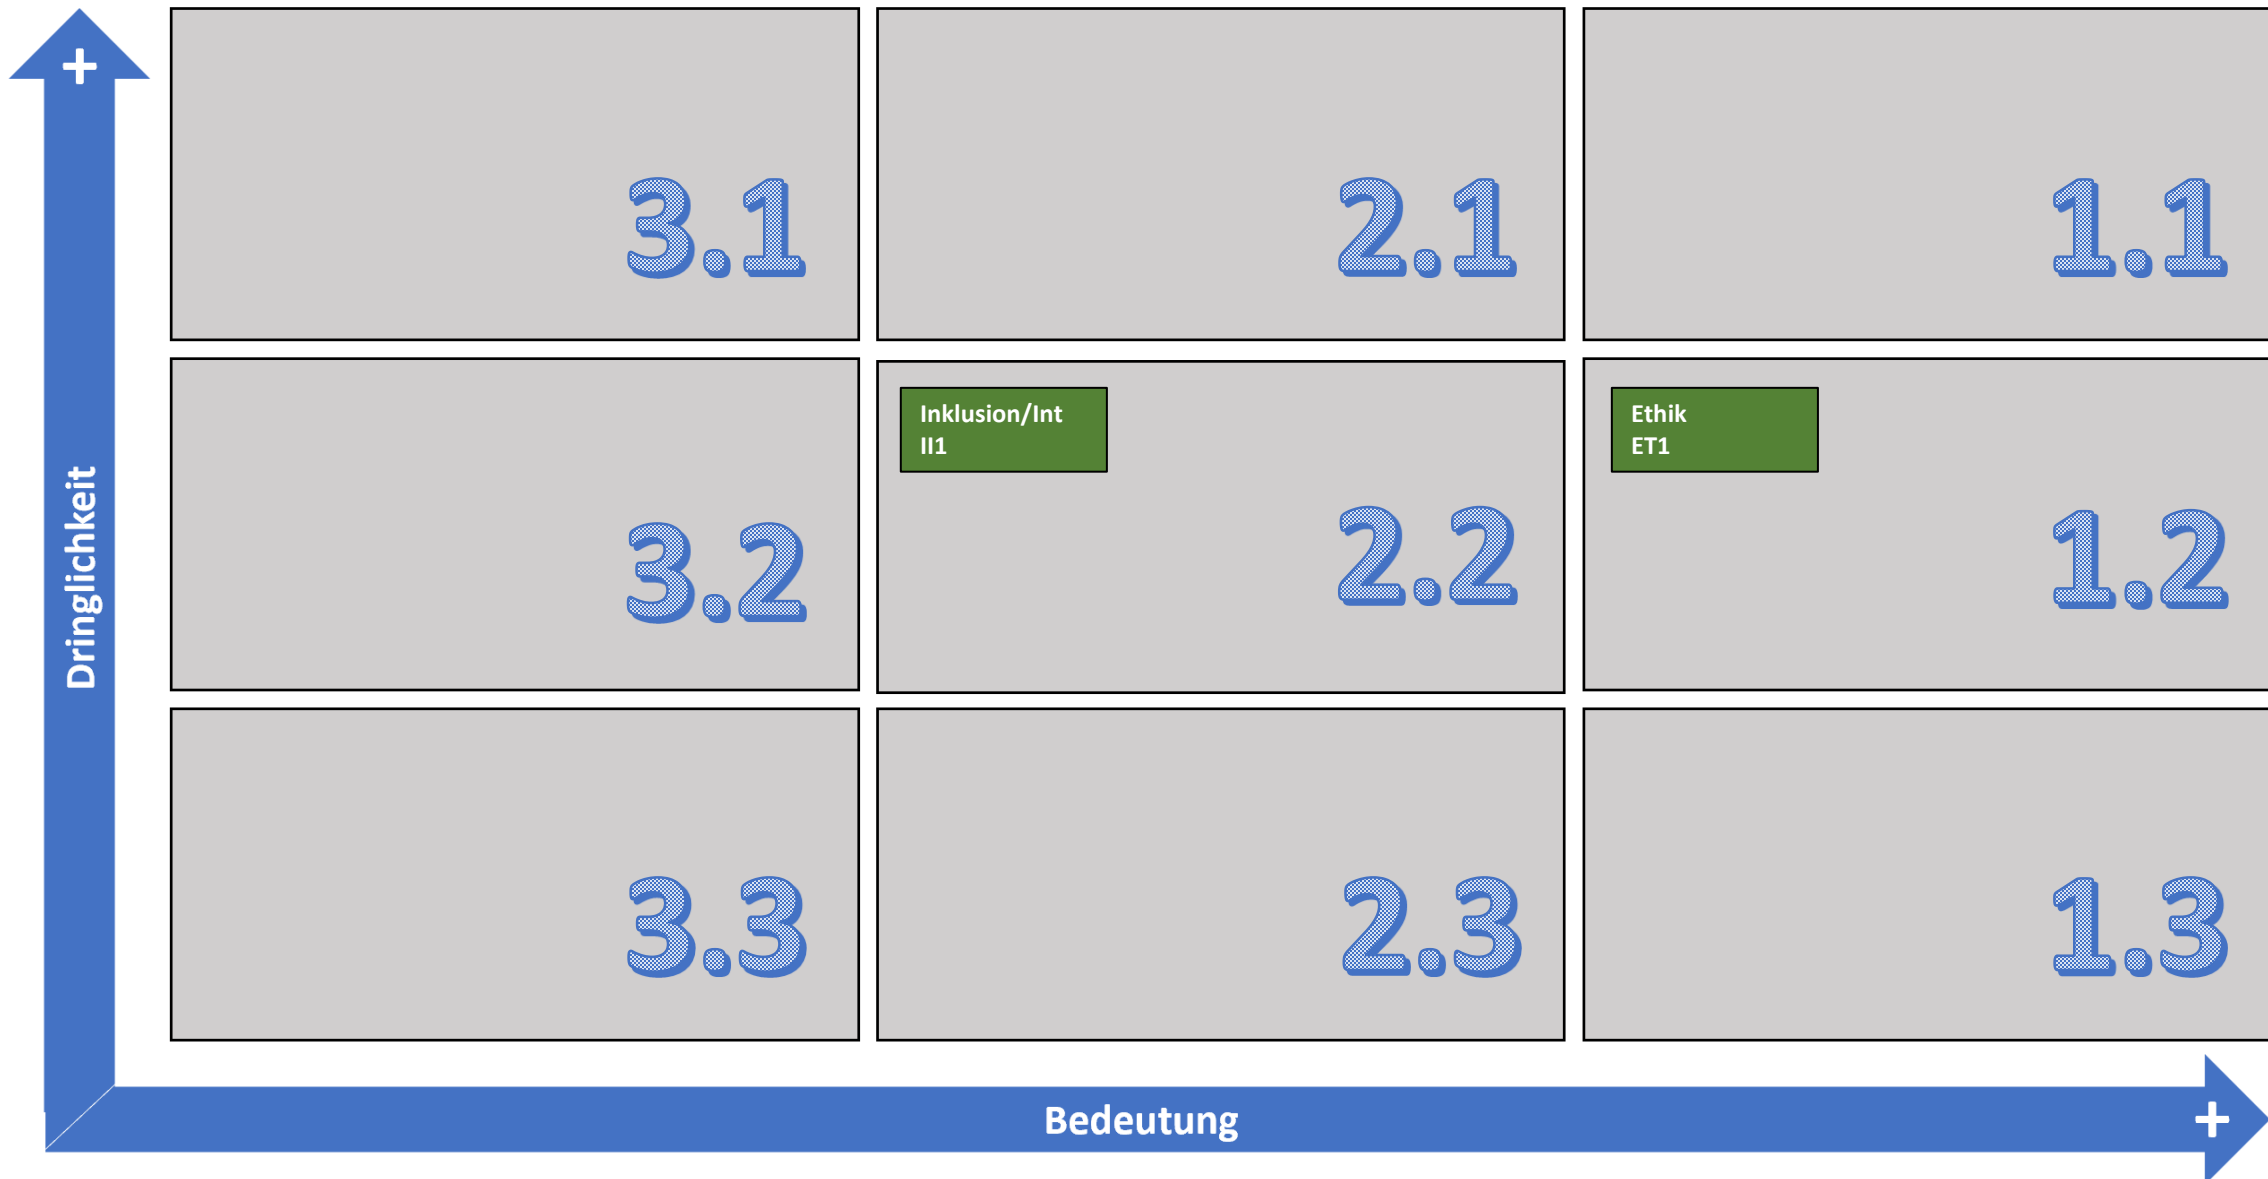 +
3.1
2.1
1.1
Dringlichkeit
3.2
Inklusion/Int
II1
2.2
Ethik
ET1
1.2
3.3
2.3
1.3
Bedeutung
+